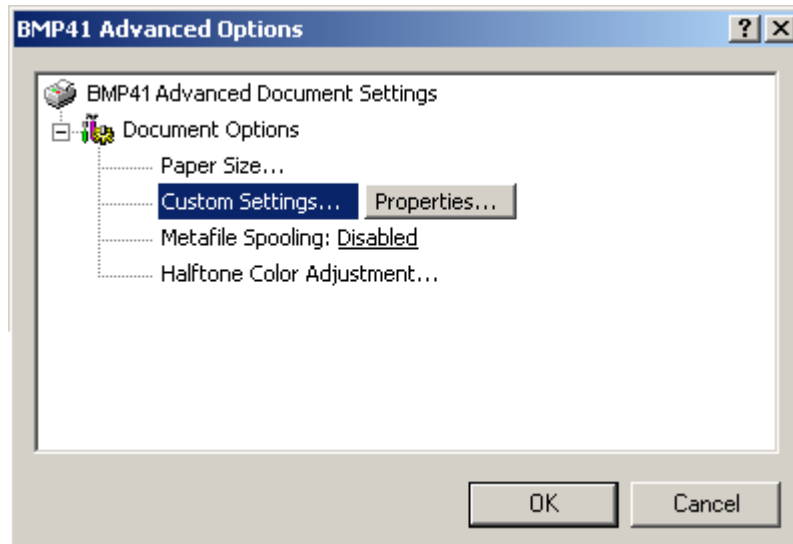 BMP41 Advanced Options
BMP41 Advanced Document Settings
Document Options
Paper Size...
Custom Settings... Properties...
Metafile Spooling: Disabled
Halftone Color Adjustment...
OK Cancel